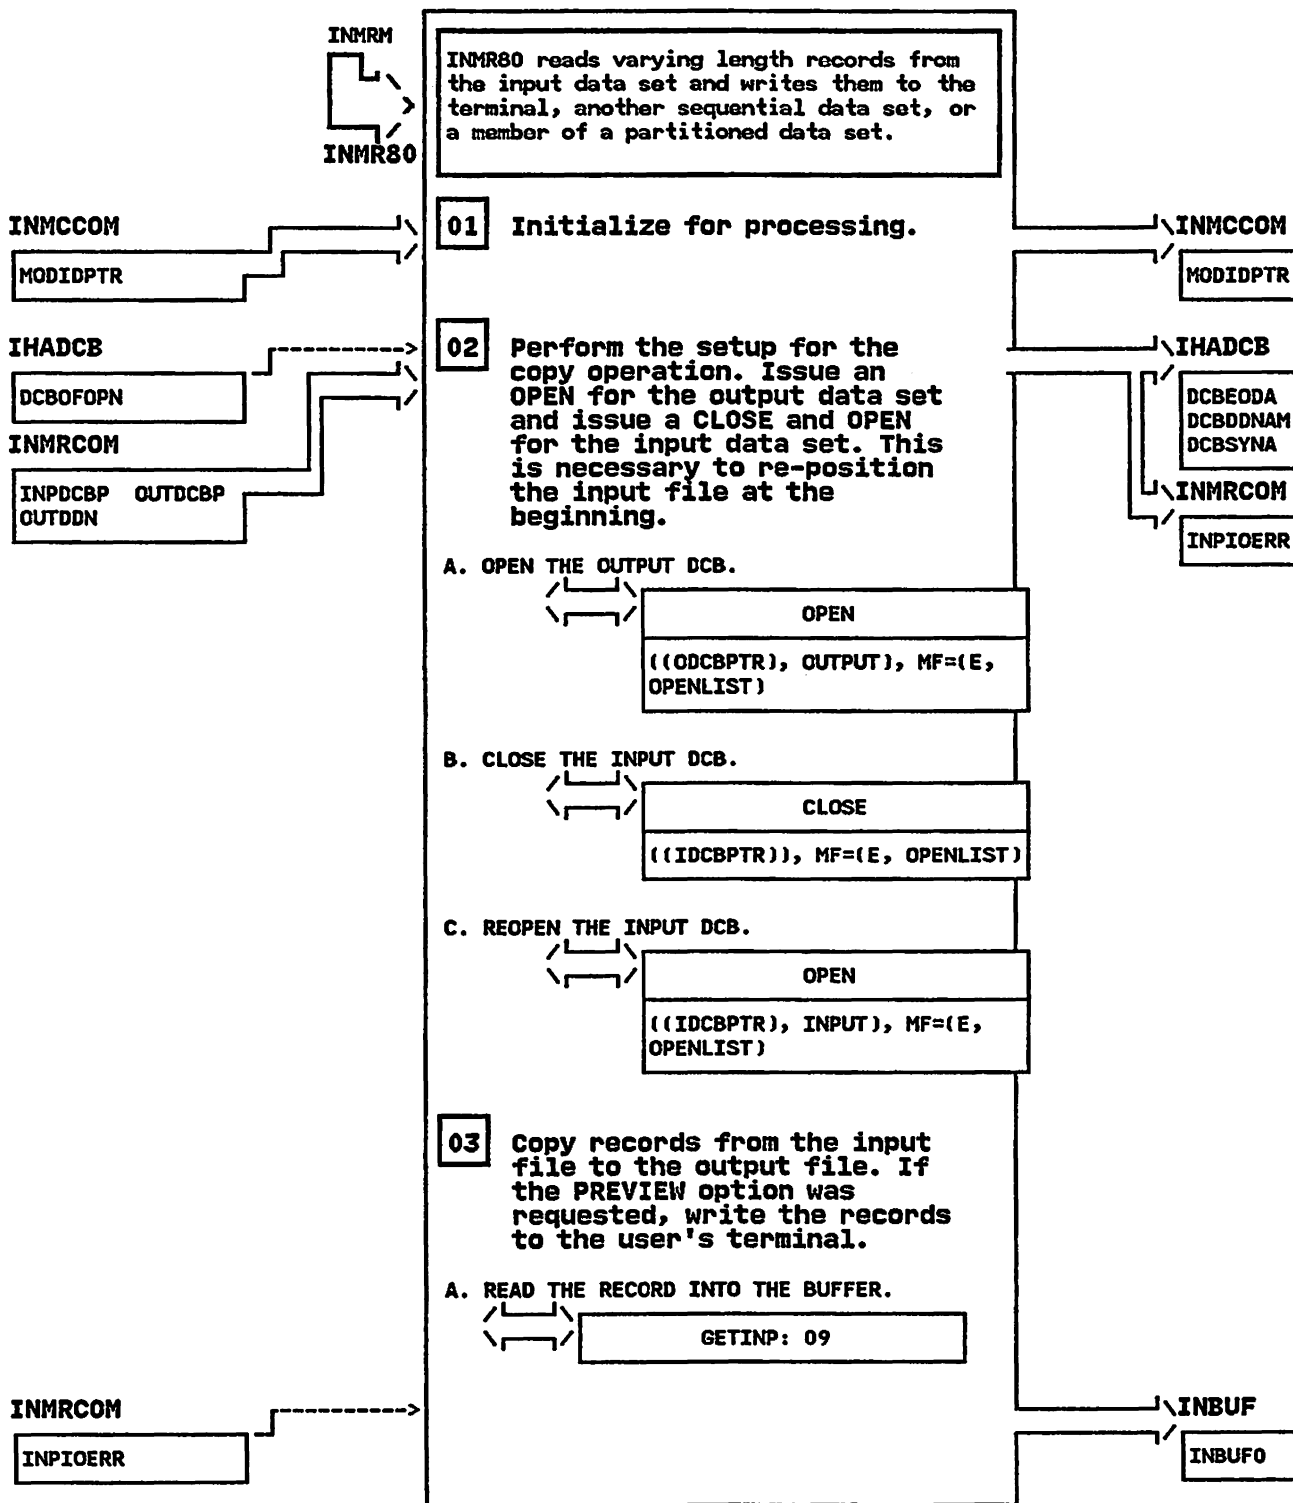 INMRM
INMR80 reads varying length records from
the input data set and writes them to the
terminal, another sequential data set, or
a member of a partitioned data set.
INMR80
INMCCOM
MODIDPTR
01 Initialize for processing.
INMCCOM
MODIDPTR
IHADCB
DCBOFOPN
INMRCOM
INPDCBP OUTDCBP
OUTDDN
02 Perform the setup for the
copy operation. Issue an
OPEN for the output data set
and issue a CLOSE and OPEN
for the input data set. This
is necessary to re-position
the input file at the
beginning.
IHADCB
DCBEODA
DCBDDNAM
DCBSYNA
INMRCOM
INPIOERR
A. OPEN THE OUTPUT DCB.
OPEN
((ODCBPTR), OUTPUT), MF=(E,
OPENLIST)
B. CLOSE THE INPUT DCB.
CLOSE
((IDCBPTR)), MF=(E, OPENLIST)
C. REOPEN THE INPUT DCB.
OPEN
((IDCBPTR), INPUT), MF=(E,
OPENLIST)
03 Copy records from the input
file to the output file. If
the PREVIEW option was
requested, write the records
to the user's terminal.
A. READ THE RECORD INTO THE BUFFER.
GETINP: 09
INMRCOM
INPIOERR
INBUF
INBUFO